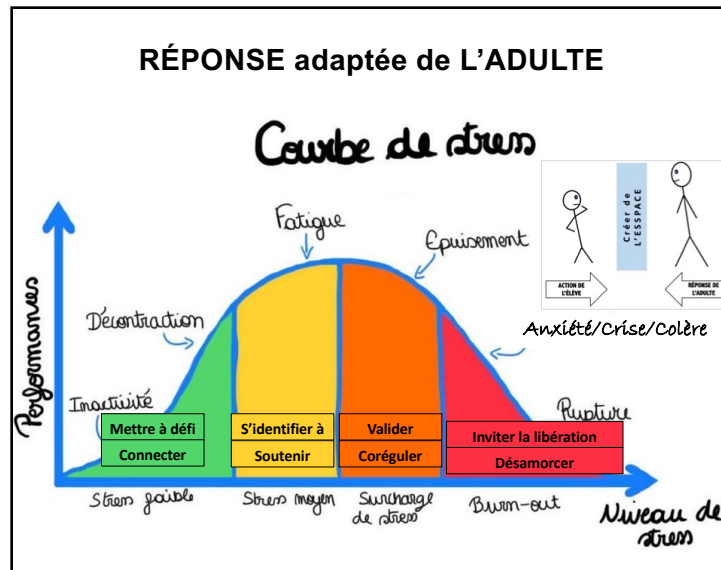 RÉPONSE adaptée de L'ADULTE
Courbe de stress
Fatigue
Epuisement
Créer de
L'ESSPACE
ACTION DE
L'ÉLÈVE
RÉPONSE DE
L'ADULTE
Anxiété/Crise/Colère
Performances
Décontraction
Inactivité
Rupture
Mettre à défi
Connecter
S'identifier à
Soutenir
Valider
Coréguler
Inviter la libération
Désamorcer
Stress faible
Stress moyen
Surcharge
de stress
Burn-out
Niveau de
stress